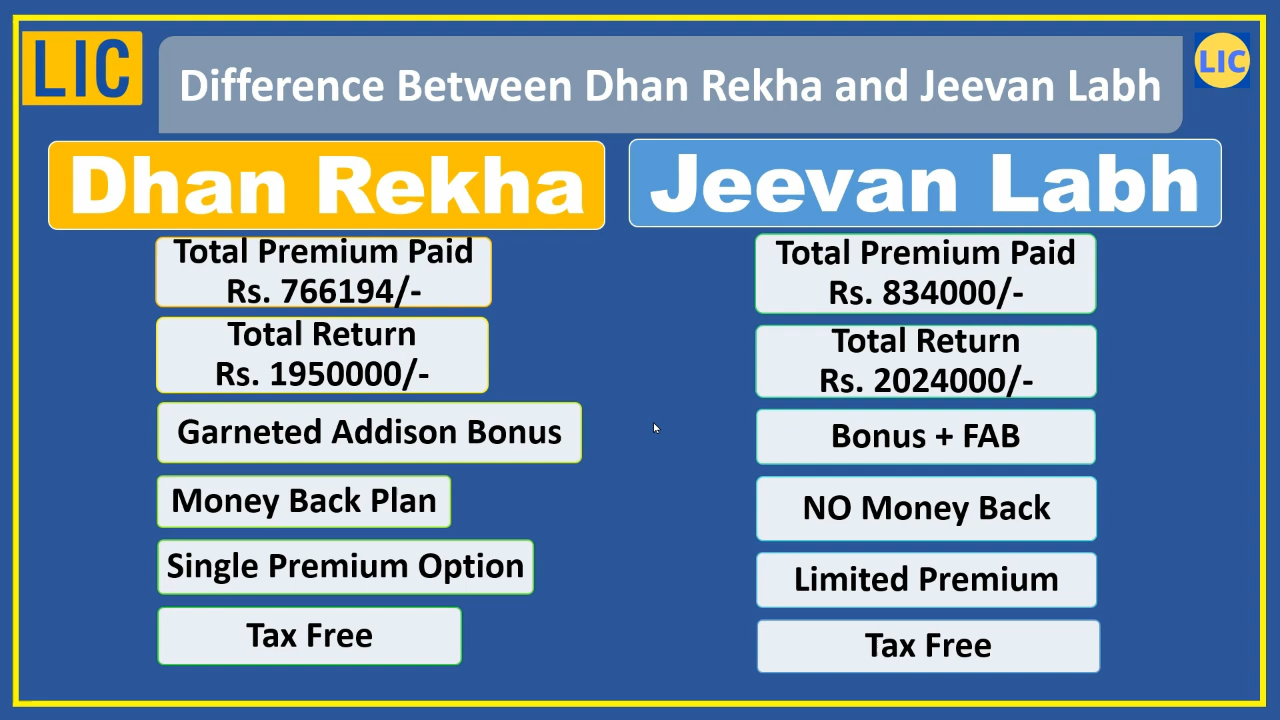 LIC
Difference Between Dhan Rekha and Jeevan Labh
LIC
Dhan Rekha
Total Premium Paid
Rs. 766194/-
Total Return
Rs. 1950000/-
Garneted Addison Bonus
Money Back Plan
Single Premium Option
Tax Free
Jeevan Labh
Total Premium Paid
Rs. 834000/-
Total Return
Rs. 2024000/-
Bonus + FAB
NO Money Back
Limited Premium
Tax Free